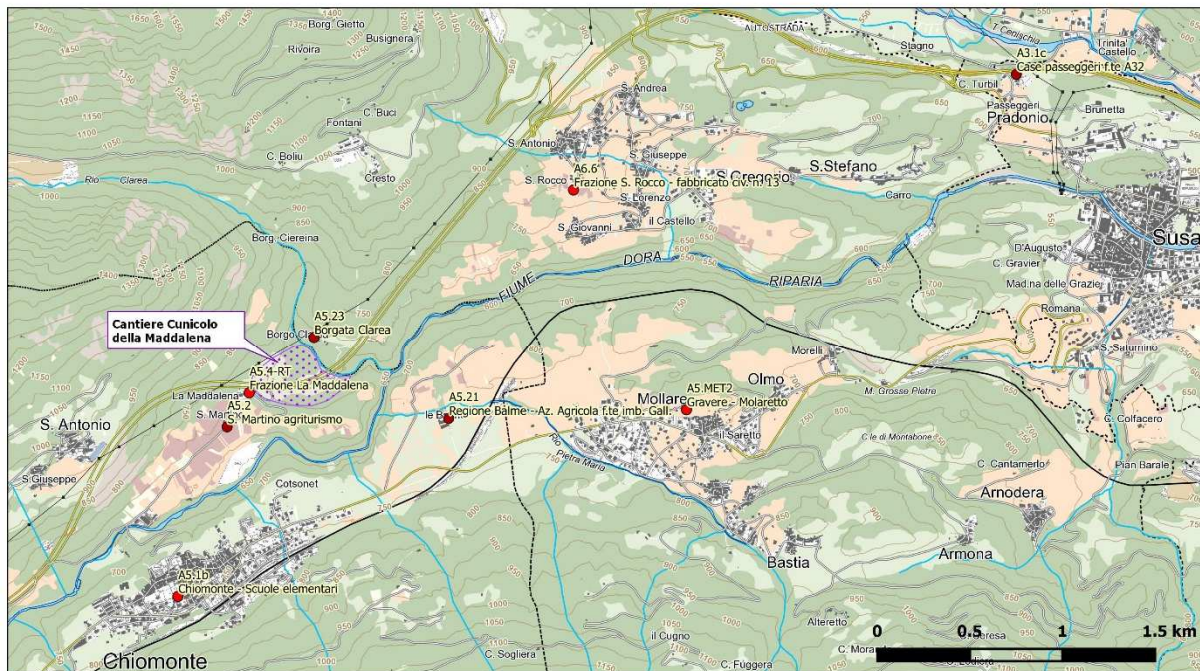 Borg. Gietto
Busignera
Rivoira
AUTOSTRADA
Stagno
T. Cenischia
Trinita'
Castello
A3.1c
Case passeggeri f.te A32
C. Turbil
Passeggeri
Pradonio
Brunetta
C. Buci
Fontani
C. Boliu
Cresto
S. Andrea
S. Antonio
S. Giuseppe
A6.6
S. Rocco
Frazione S. Rocco - fabbricato civ. n. 13
S. Gregorio
S. Stefano
Carro
S. Lorenzo
il Castello
S. Giovanni
Rio Clarea
Borg. Ciereina
FIUME DORA RIPARIA
Susa
D'Augusto
C. Gravier
Mad.na delle Grazie
Romana
S. Saturnino
Cantiere Cunicolo
della Maddalena
A5.23
Borgata Clarea
A5.4-RT
Frazione La Maddalena
La Maddalena
A5.2
S. Martino agriturismo
S. Antonio
S. Giuseppe
A5.21
Regione Balme - Az. Agricola f.te imb. Gall.
Morelli
Olmo
Mollare
A5.MET2
Gravere - Molaretto
il Saretto
M. Grosse Pietre
C.le di Montabone
C. Colfacero
C. Cantamerlo
Pian Barale
Arnodera
Armona
Rio Pietra Maria
Bastia
Cotsonet
A5.1b
Chiomonte - Scuole elementari
Chiomonte
Alteretto
il Cugno
C. Sogliera
C. Fuggera
0 0.5 1 1.5 km